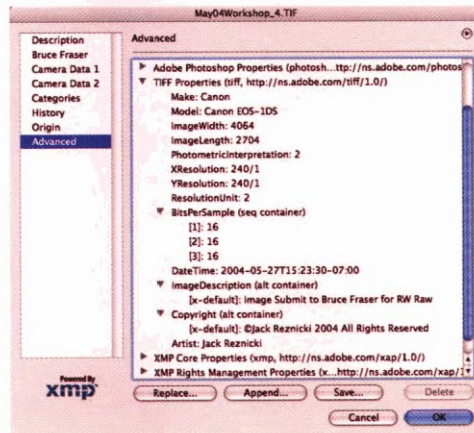 May04Workshop_4.TIF
Description
Bruce Fraser
Camera Data 1
Camera Data 2
Categories
History
Origin
Advanced
Advanced
Adobe Photoshop Properties (photosh...ttp://ns.adobe.com/photos
TIFF Properties (tiff, http://ns.adobe.com/tiff/1.0/)
Make: Canon
Model: Canon EOS-1DS
ImageWidth: 4064
ImageLength: 2704
PhotometricInterpretation: 2
XResolution: 240/1
YResolution: 240/1
ResolutionUnit: 2
BitsPerSample (seq container)
[1]: 16
[2]: 16
[3]: 16
DateTime: 2004-05-27T15:23:30-07:00
ImageDescription (alt container)
[x-default]: Image Submit to Bruce Fraser for RW Raw
Copyright (alt container)
[x-default]: ©Jack Reznicki 2004 All Rights Reserved
Artist: Jack Reznicki
XMP Core Properties (xmp, http://ns.adobe.com/xap/1.0/)
XMP Rights Management Properties (x...http://ns.adobe.com/xap/1
Powered By
xmp
Replace...
Append...
Save...
Delete
Cancel
OK